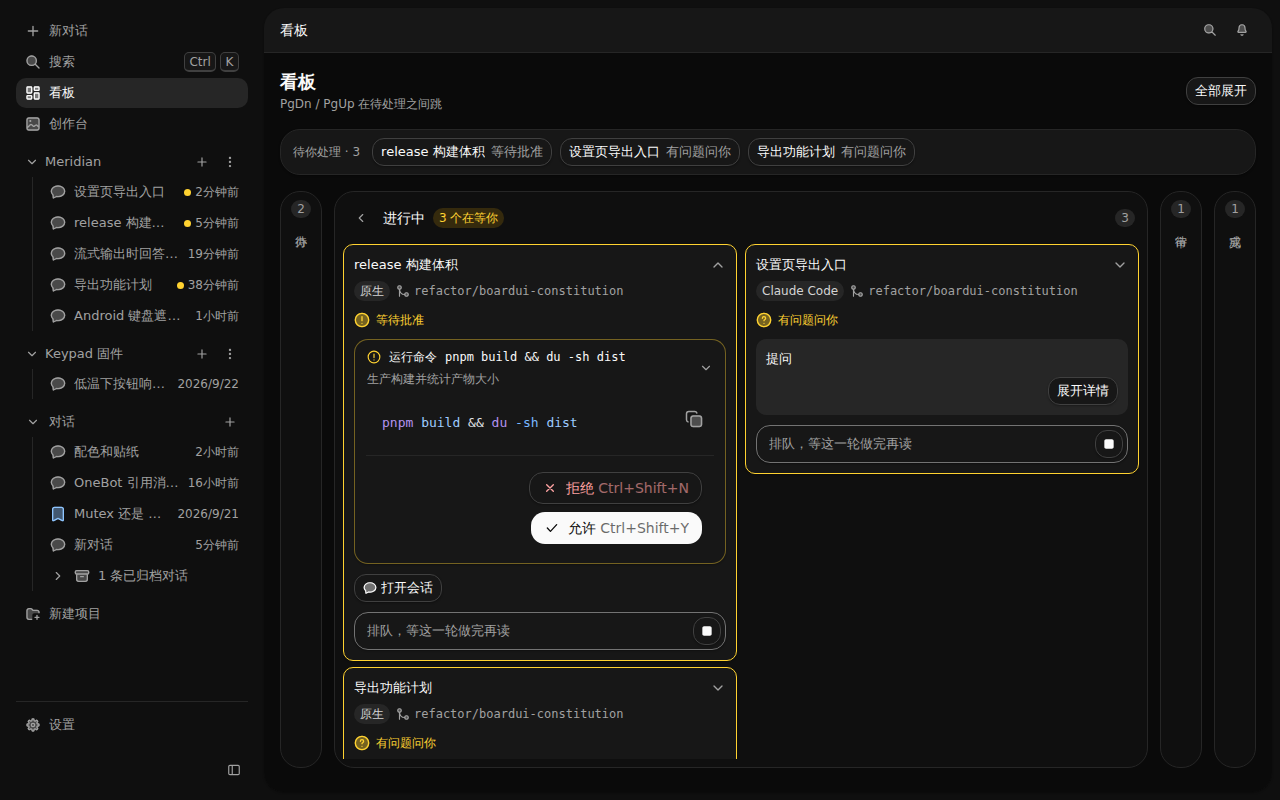 新对话
搜索 Ctrl K
看板
创作台
Meridian
设置页导出入口 2分钟前
release 构建… 5分钟前
流式输出时回答… 19分钟前
导出功能计划 38分钟前
Android 键盘遮… 1小时前
Keypad 固件
低温下按钮响… 2026/9/22
对话
配色和贴纸 2小时前
OneBot 引用消… 16小时前
Mutex 还是 … 2026/9/21
新对话 5分钟前
1 条已归档对话
新建项目
设置
看板
看板
PgDn / PgUp 在待处理之间跳
全部展开
待你处理 · 3 release 构建体积 等待批准 设置页导出入口 有问题问你 导出功能计划 有问题问你
2
待办
进行中 3 个在等你 3
release 构建体积
原生 refactor/boardui-constitution
等待批准
运行命令 pnpm build && du -sh dist
生产构建并统计产物大小
pnpm build && du -sh dist
拒绝 Ctrl+Shift+N
允许 Ctrl+Shift+Y
打开会话
排队，等这一轮做完再读
导出功能计划
原生 refactor/boardui-constitution
有问题问你
设置页导出入口
Claude Code refactor/boardui-constitution
有问题问你
提问
展开详情
排队，等这一轮做完再读
1
1